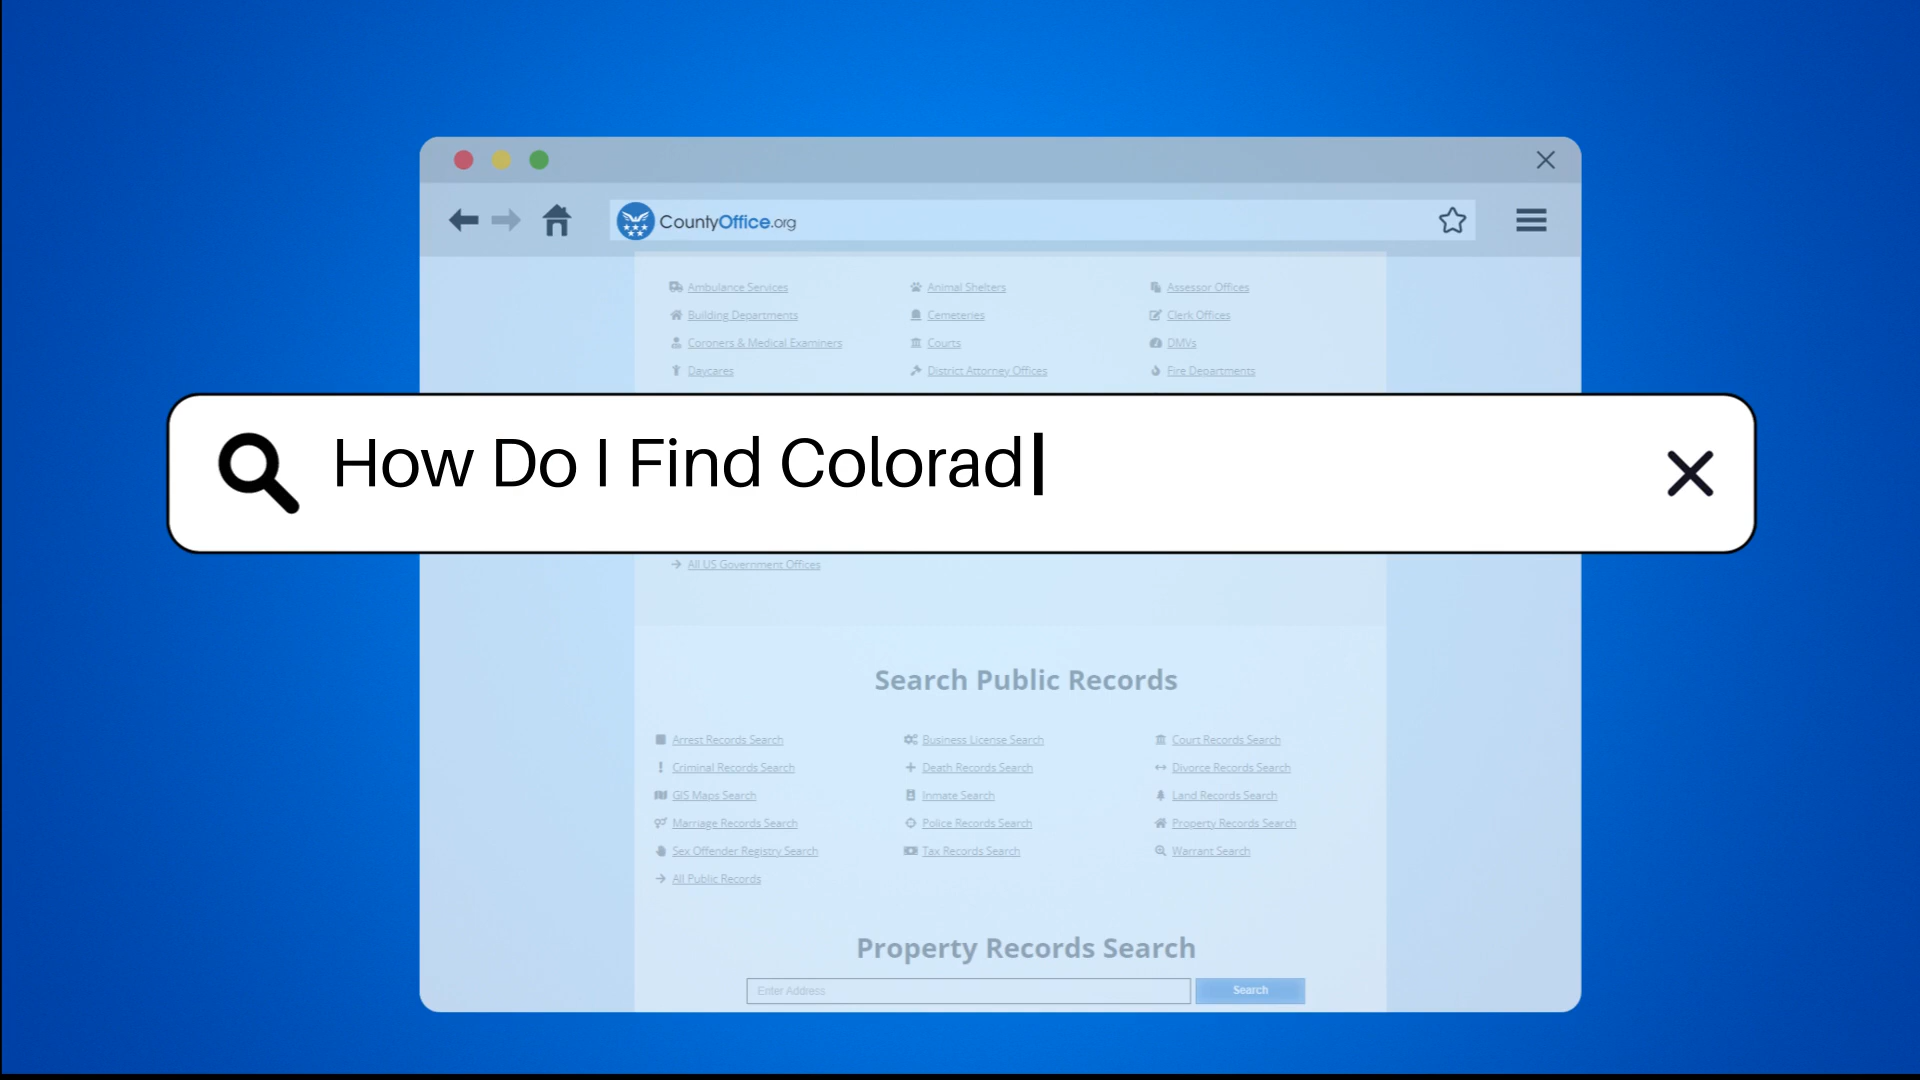 CountyOffice.org
Ambulance Services Animal Shelters Assessor Offices
Building Departments Cemeteries Clerk Offices
Coroners & Medical Examiners Courts DMVs
Daycares District Attorney Offices Fire Departments
How Do I Find Colorad
All US Government Offices
Search Public Records
Arrest Records Search Business License Search Court Records Search
Criminal Records Search Death Records Search Divorce Records Search
GIS Maps Search Inmate Search Land Records Search
Marriage Records Search Police Records Search Property Records Search
Sex Offender Registry Search Tax Records Search Warrant Search
All Public Records
Property Records Search
Enter Address Search